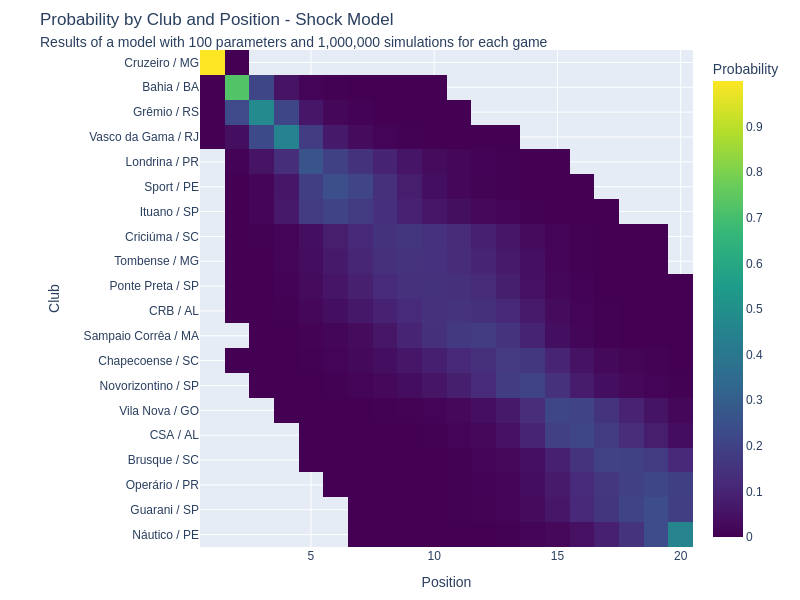 Probability by Club and Position - Shock Model
Results of a model with 100 parameters and 1,000,000 simulations for each game
Probability
Cruzeiro / MG
Bahia / BA
Grêmio / RS
Vasco da Gama / RJ
Londrina / PR
Sport / PE
Ituano / SP
Criciúma / SC
Tombense / MG
Ponte Preta / SP
CRB / AL
Sampaio Corrêa / MA
Chapecoense / SC
Novorizontino / SP
Vila Nova / GO
CSA / AL
Brusque / SC
Operário / PR
Guarani / SP
Náutico / PE
Club
5
10
15
20
Position
0.9
0.8
0.7
0.6
0.5
0.4
0.3
0.2
0.1
0